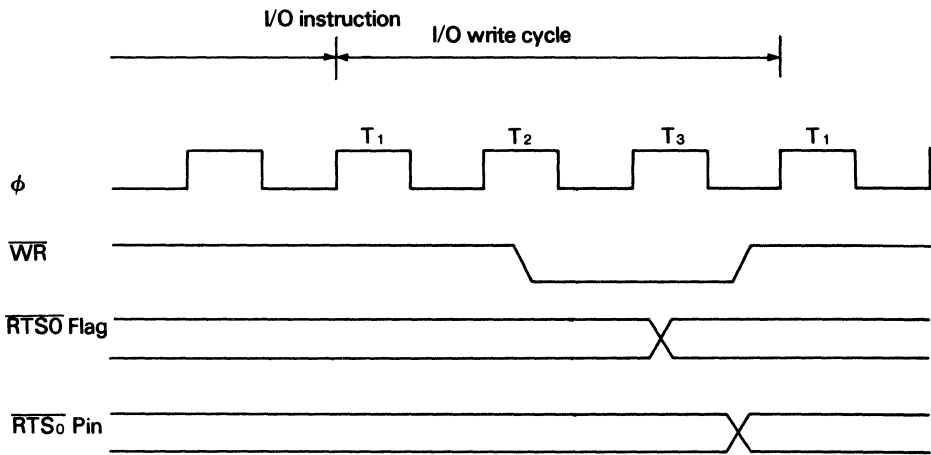 I/O instruction
I/O write cycle
T1 T2 T3 T1
ϕ
WR
RTS0 Flag
RTS0 Pin